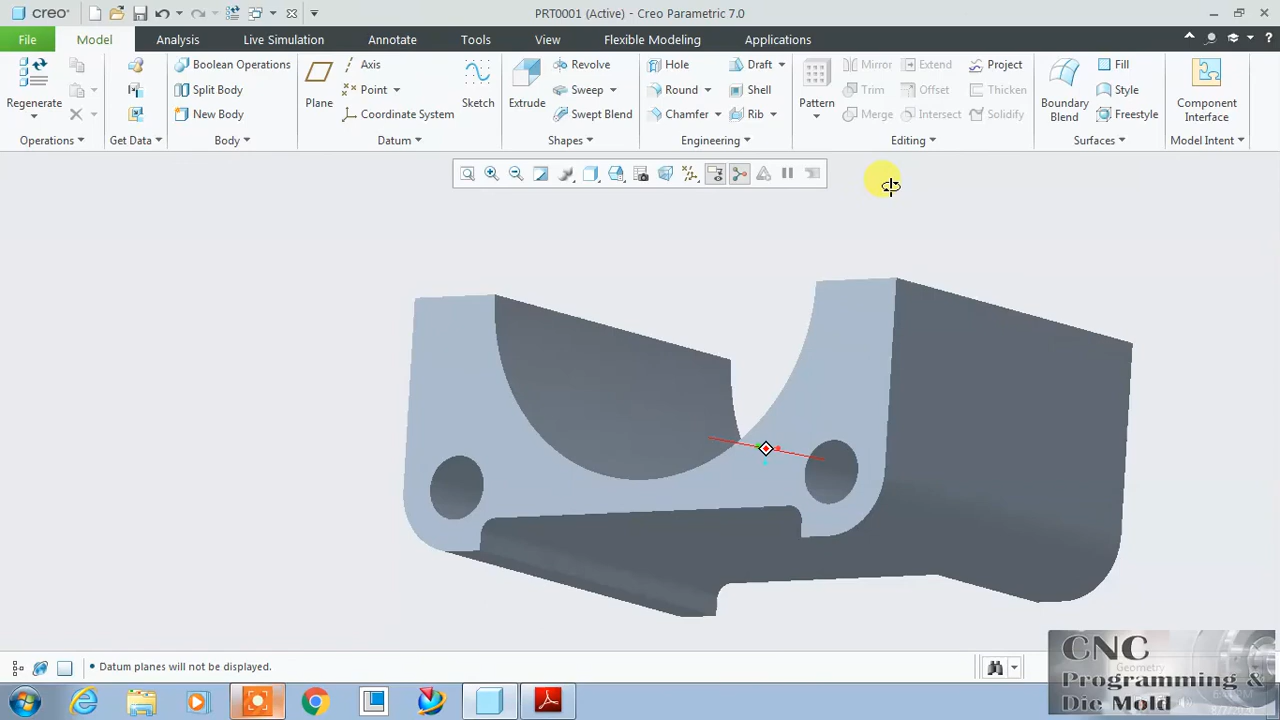 creo
PRT0001 (Active) - Creo Parametric 7.0
File Model Analysis Live Simulation Annotate Tools View Flexible Modeling Applications
Regenerate
Operations
Get Data
Boolean Operations
Split Body
New Body
Body
Plane
Axis
Point
Coordinate System
Sketch
Datum
Extrude
Revolve
Sweep
Swept Blend
Shapes
Hole
Round
Chamfer
Draft
Shell
Rib
Engineering
Pattern
Mirror
Trim
Merge
Extend
Offset
Intersect
Project
Thicken
Solidify
Editing
Boundary
Blend
Fill
Style
Freestyle
Surfaces
Component
Interface
Model Intent
• Datum planes will not be displayed.
CNC
Geometry
Programming &
Die Mold